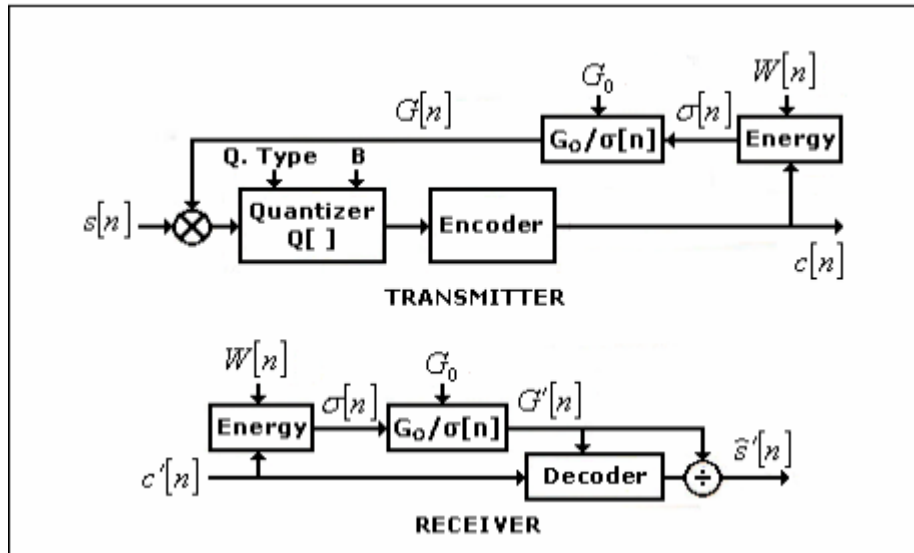 G₀
W[n]
G[n]
σ[n]
G₀/σ[n]
Energy
Q. Type
B
s[n]
Quantizer
Q[ ]
Encoder
c[n]
TRANSMITTER
W[n]
G₀
σ[n]
G'[n]
Energy
G₀/σ[n]
ŝ'[n]
c'[n]
Decoder
÷
RECEIVER